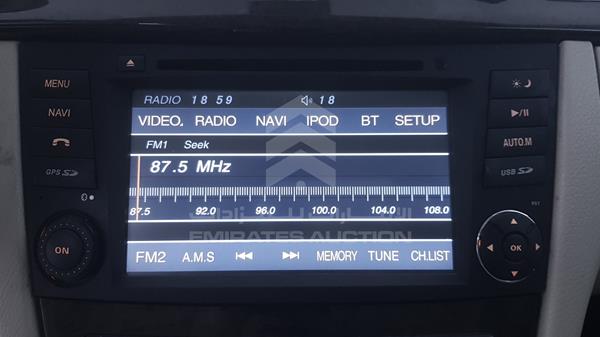 MENU
NAVI
GPS SD
ON
RADIO 18 59 18
VIDEO. RADIO NAVI IPOD BT SETUP
FM1 Seek
87.5 MHz
87.5 92.0 96.0 100.0 104.0 108.0
الإمارات للمزادات
EMIRATES AUCTION
FM2 A.M.S MEMORY TUNE CH.LIST
AUTO.M
USB SD
OK